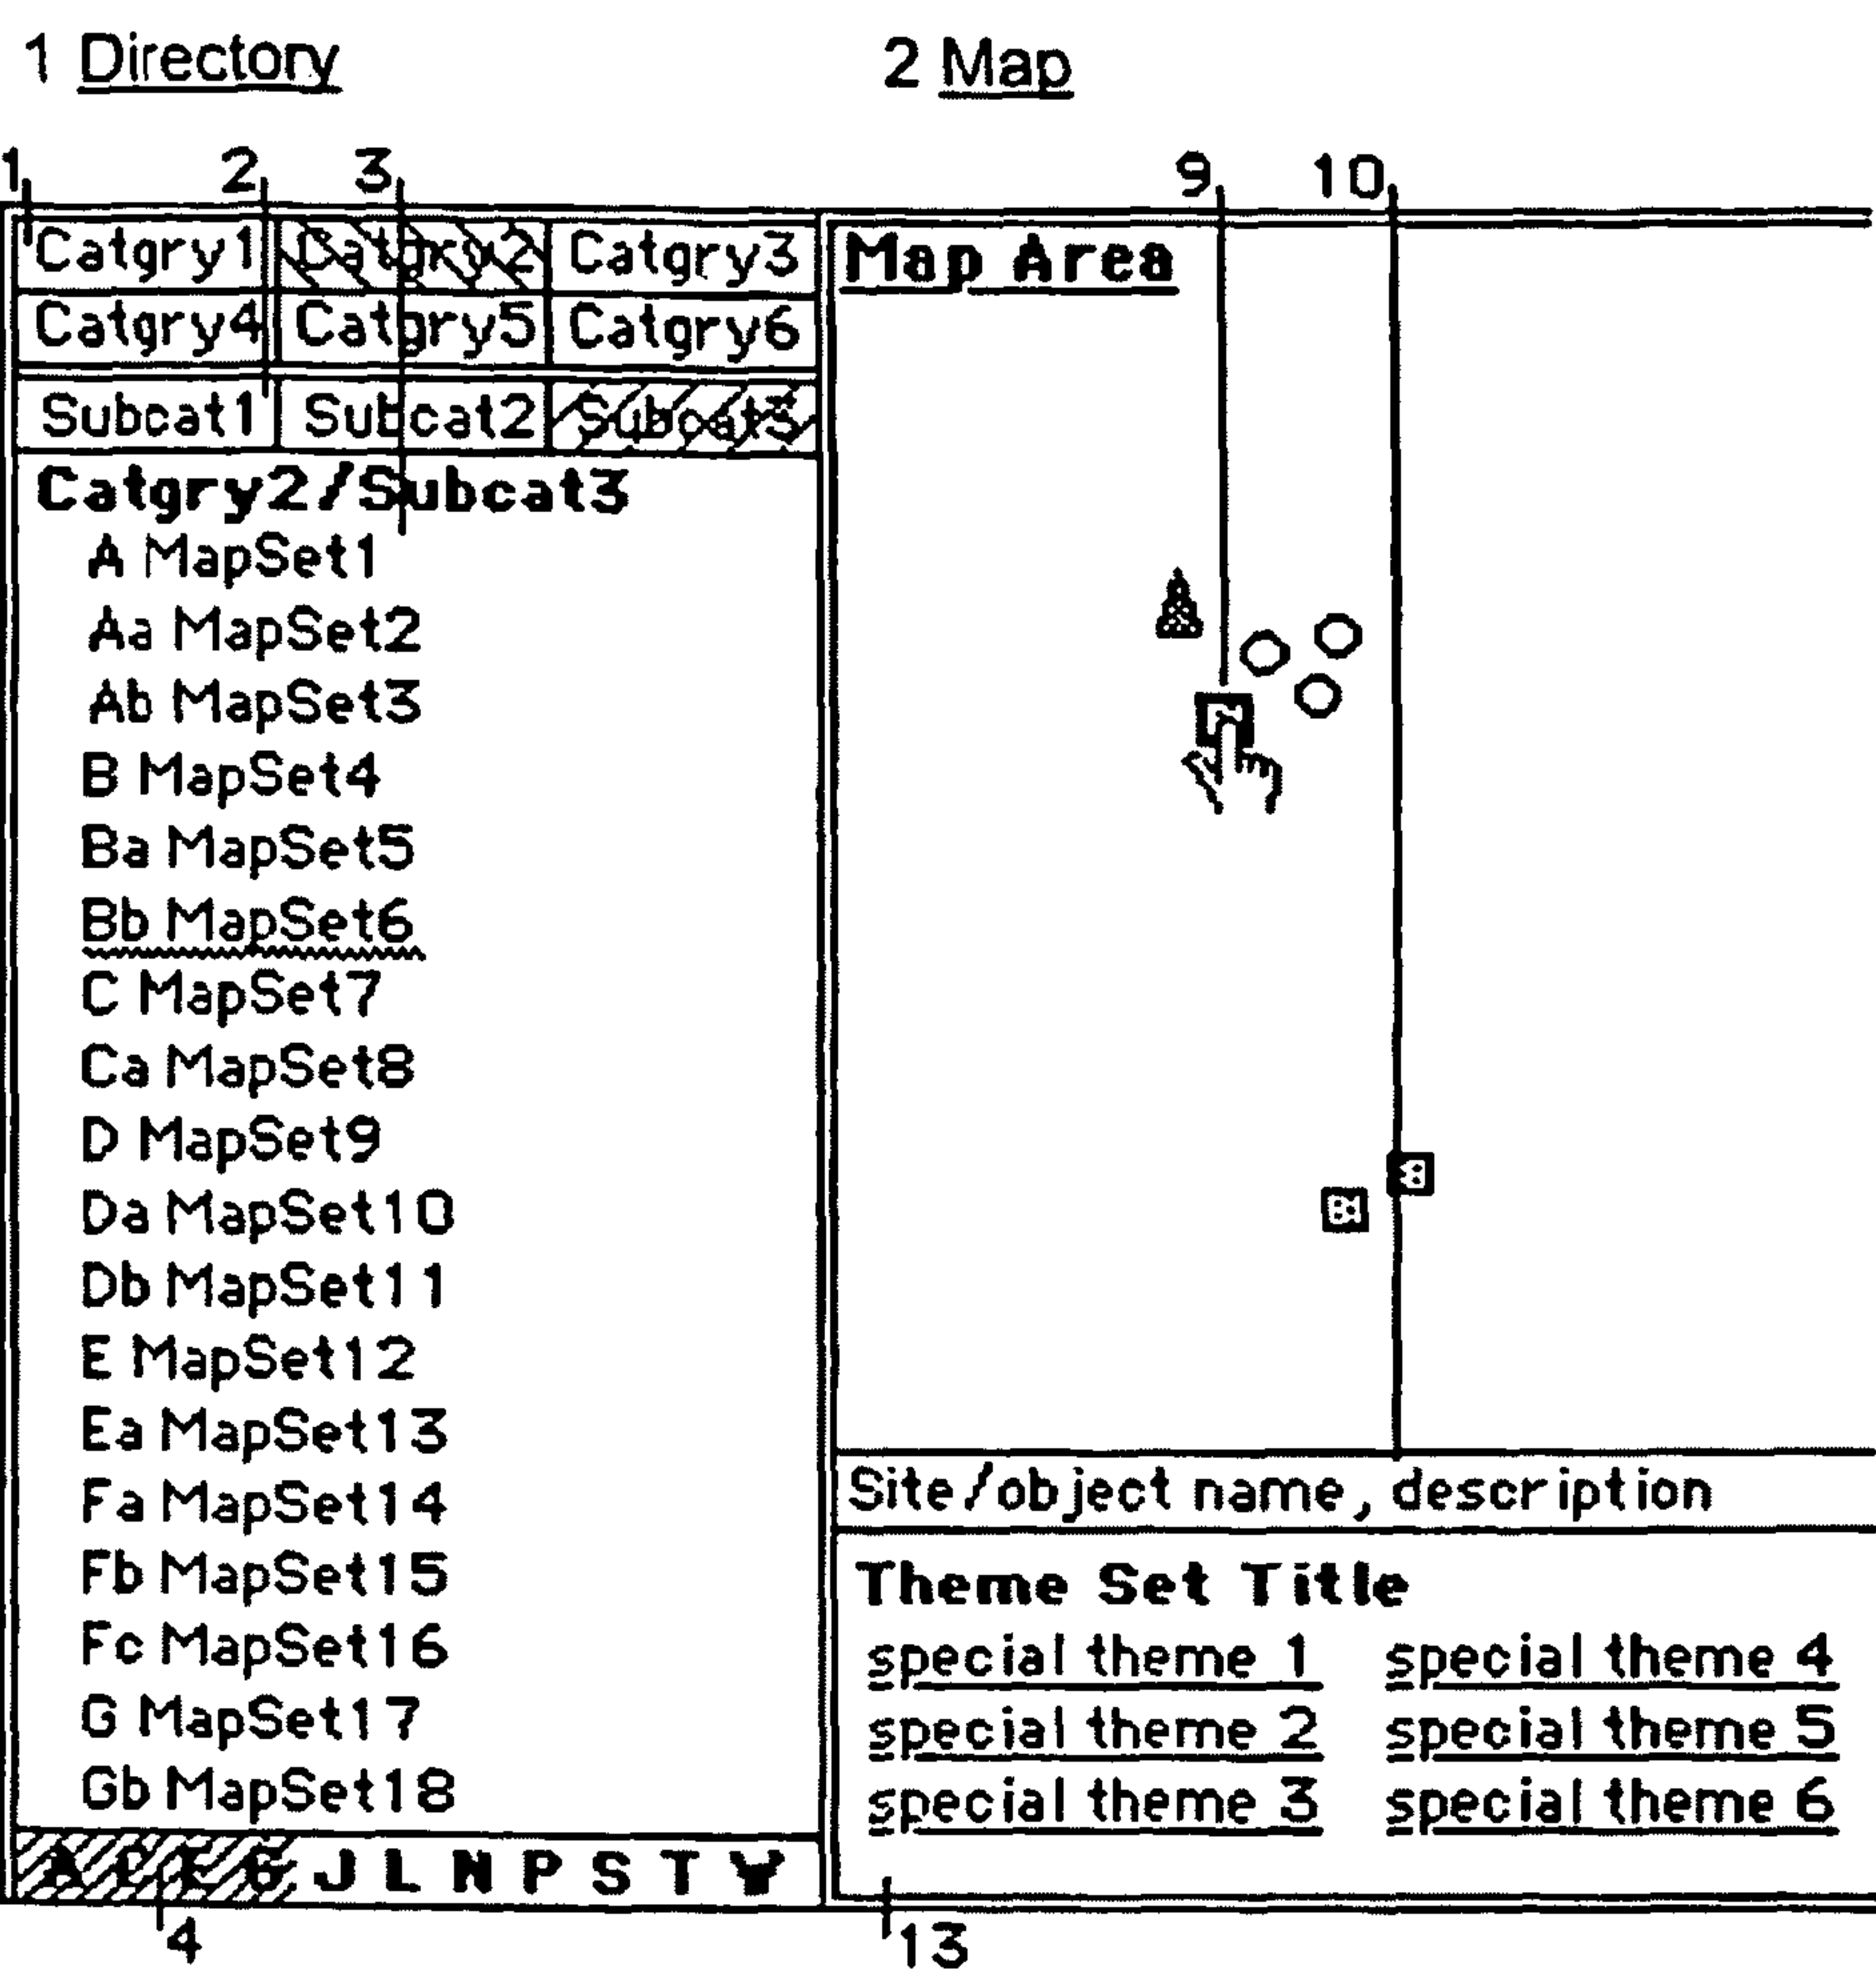 1 Directory
2 Map
1 2 3
9 10
Catgry1 Catgry2 Catgry3
Catgry4 Catgry5 Catgry6
Subcat1 Subcat2 Subcat3
Catgry2/Subcat3
A MapSet1
Aa MapSet2
Ab MapSet3
B MapSet4
Ba MapSet5
Bb MapSet6
C MapSet7
Ca MapSet8
D MapSet9
Da MapSet10
Db MapSet11
E MapSet12
Ea MapSet13
Fa MapSet14
Fb MapSet15
Fc MapSet16
G MapSet17
Gb MapSet18
J L N P S T
4
Map Area
Site/object name, description
Theme Set Title
special theme 1 special theme 4
special theme 2 special theme 5
special theme 3 special theme 6
13